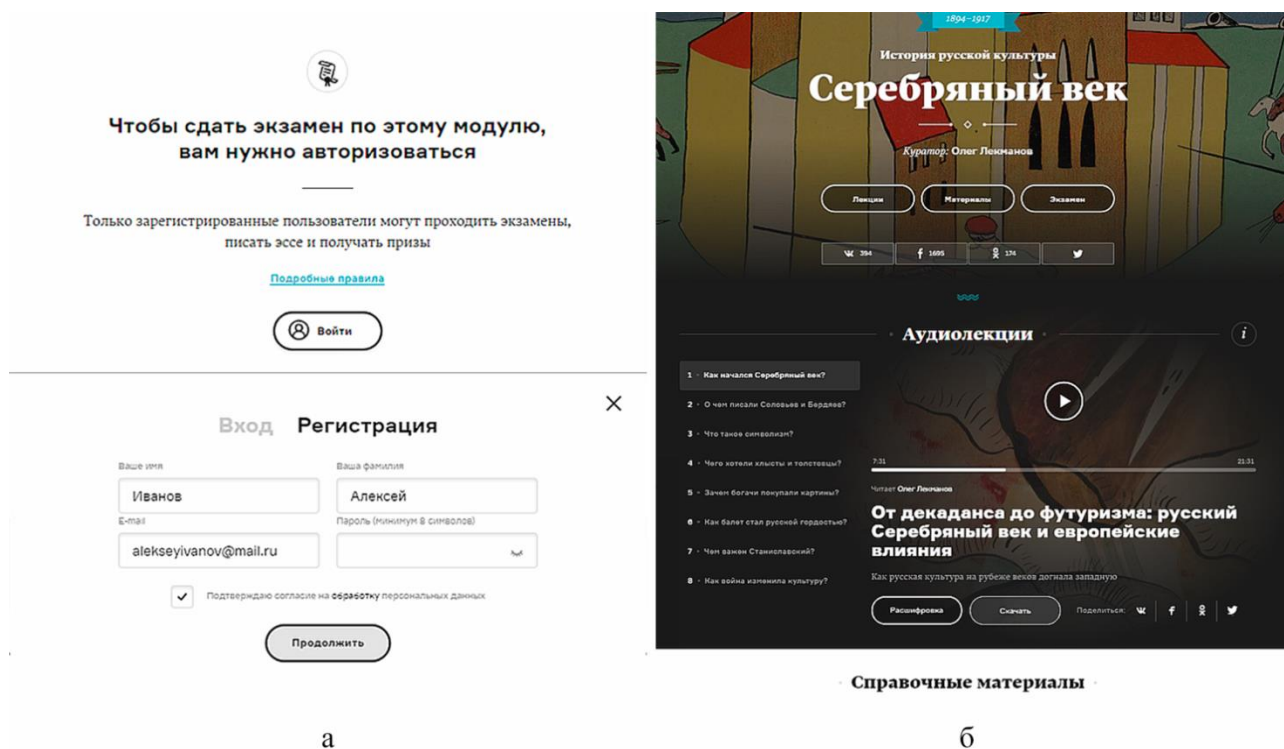 Чтобы сдать экзамен по этому модулю,
вам нужно авторизоваться
Только зарегистрированные пользователи могут проходить экзамены,
писать эссе и получать призы
Подробные правила
Войти
Вход Регистрация
Ваше имя
Ваша фамилия
Иванов
Алексей
E-mail
Пароль (минимум 8 символов)
alekseyivanov@mail.ru
Подтверждаю согласие на обработку персональных данных
Продолжить
а
1894–1917
История русской культуры
Серебряный век
Куратор: Олег Лекманов
Лекции
Материалы
Экзамен
394
1695
174
Аудиолекции
i
1 · Как начался Серебряный век?
2 · О чем писали Соловьев и Бердяев?
3 · Что такое символизм?
4 · Чего хотели хлысты и толстовцы?
5 · Зачем богачи покупали картины?
6 · Как балет стал русской гордостью?
7 · Чем важен Станиславский?
8 · Как война изменила культуру?
7:31
21:31
Читает Олег Лекманов
От декаданса до футуризма: русский
Серебряный век и европейские
влияния
Как русская культура на рубеже веков догнала западную
Расшифровка
Скачать
Поделиться:
Справочные материалы
б